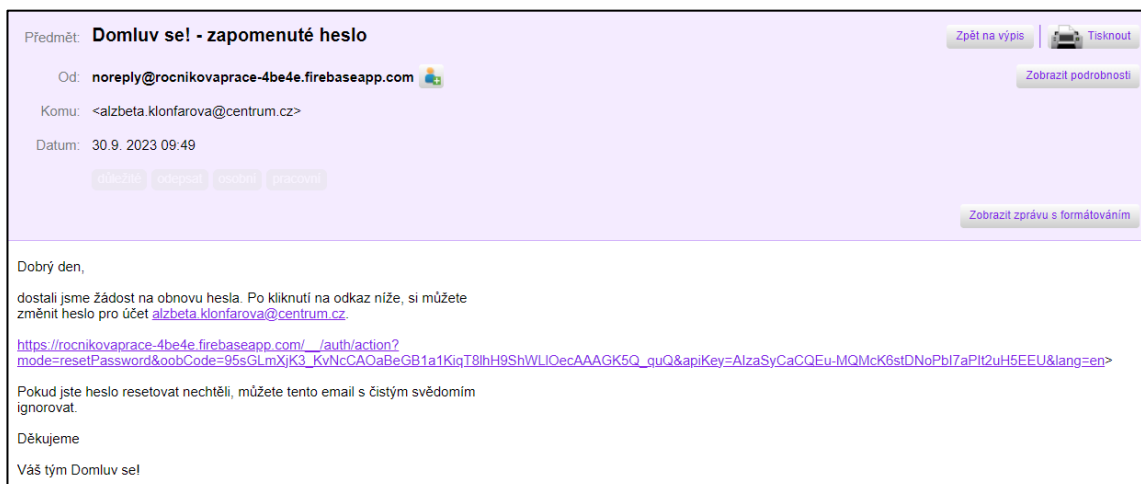 Předmět: Domluv se! - zapomenuté heslo
Zpět na výpis
Tisknout
Od: noreply@rocnikovaprace-4be4e.firebaseapp.com
Zobrazit podrobnosti
Komu: <alzbeta.klonfarova@centrum.cz>
Datum: 30.9. 2023 09:49
důležité odepsat osobní pracovní
Zobrazit zprávu s formátováním
Dobrý den,
dostali jsme žádost na obnovu hesla. Po kliknutí na odkaz níže, si můžete
změnit heslo pro účet alzbeta.klonfarova@centrum.cz.
https://rocnikovaprace-4be4e.firebaseapp.com/__/auth/action?
mode=resetPassword&oobCode=95sGLmXjK3_KvNcCAOaBeGB1a1KiqT8lhH9ShWLlOecAAAGK5Q_quQ&apiKey=AIzaSyCaCQEu-MQMcK6stDNoPbI7aPIt2uH5EEU&lang=en>
Pokud jste heslo resetovat nechtěli, můžete tento email s čistým svědomím
ignorovat.
Děkujeme
Váš tým Domluv se!